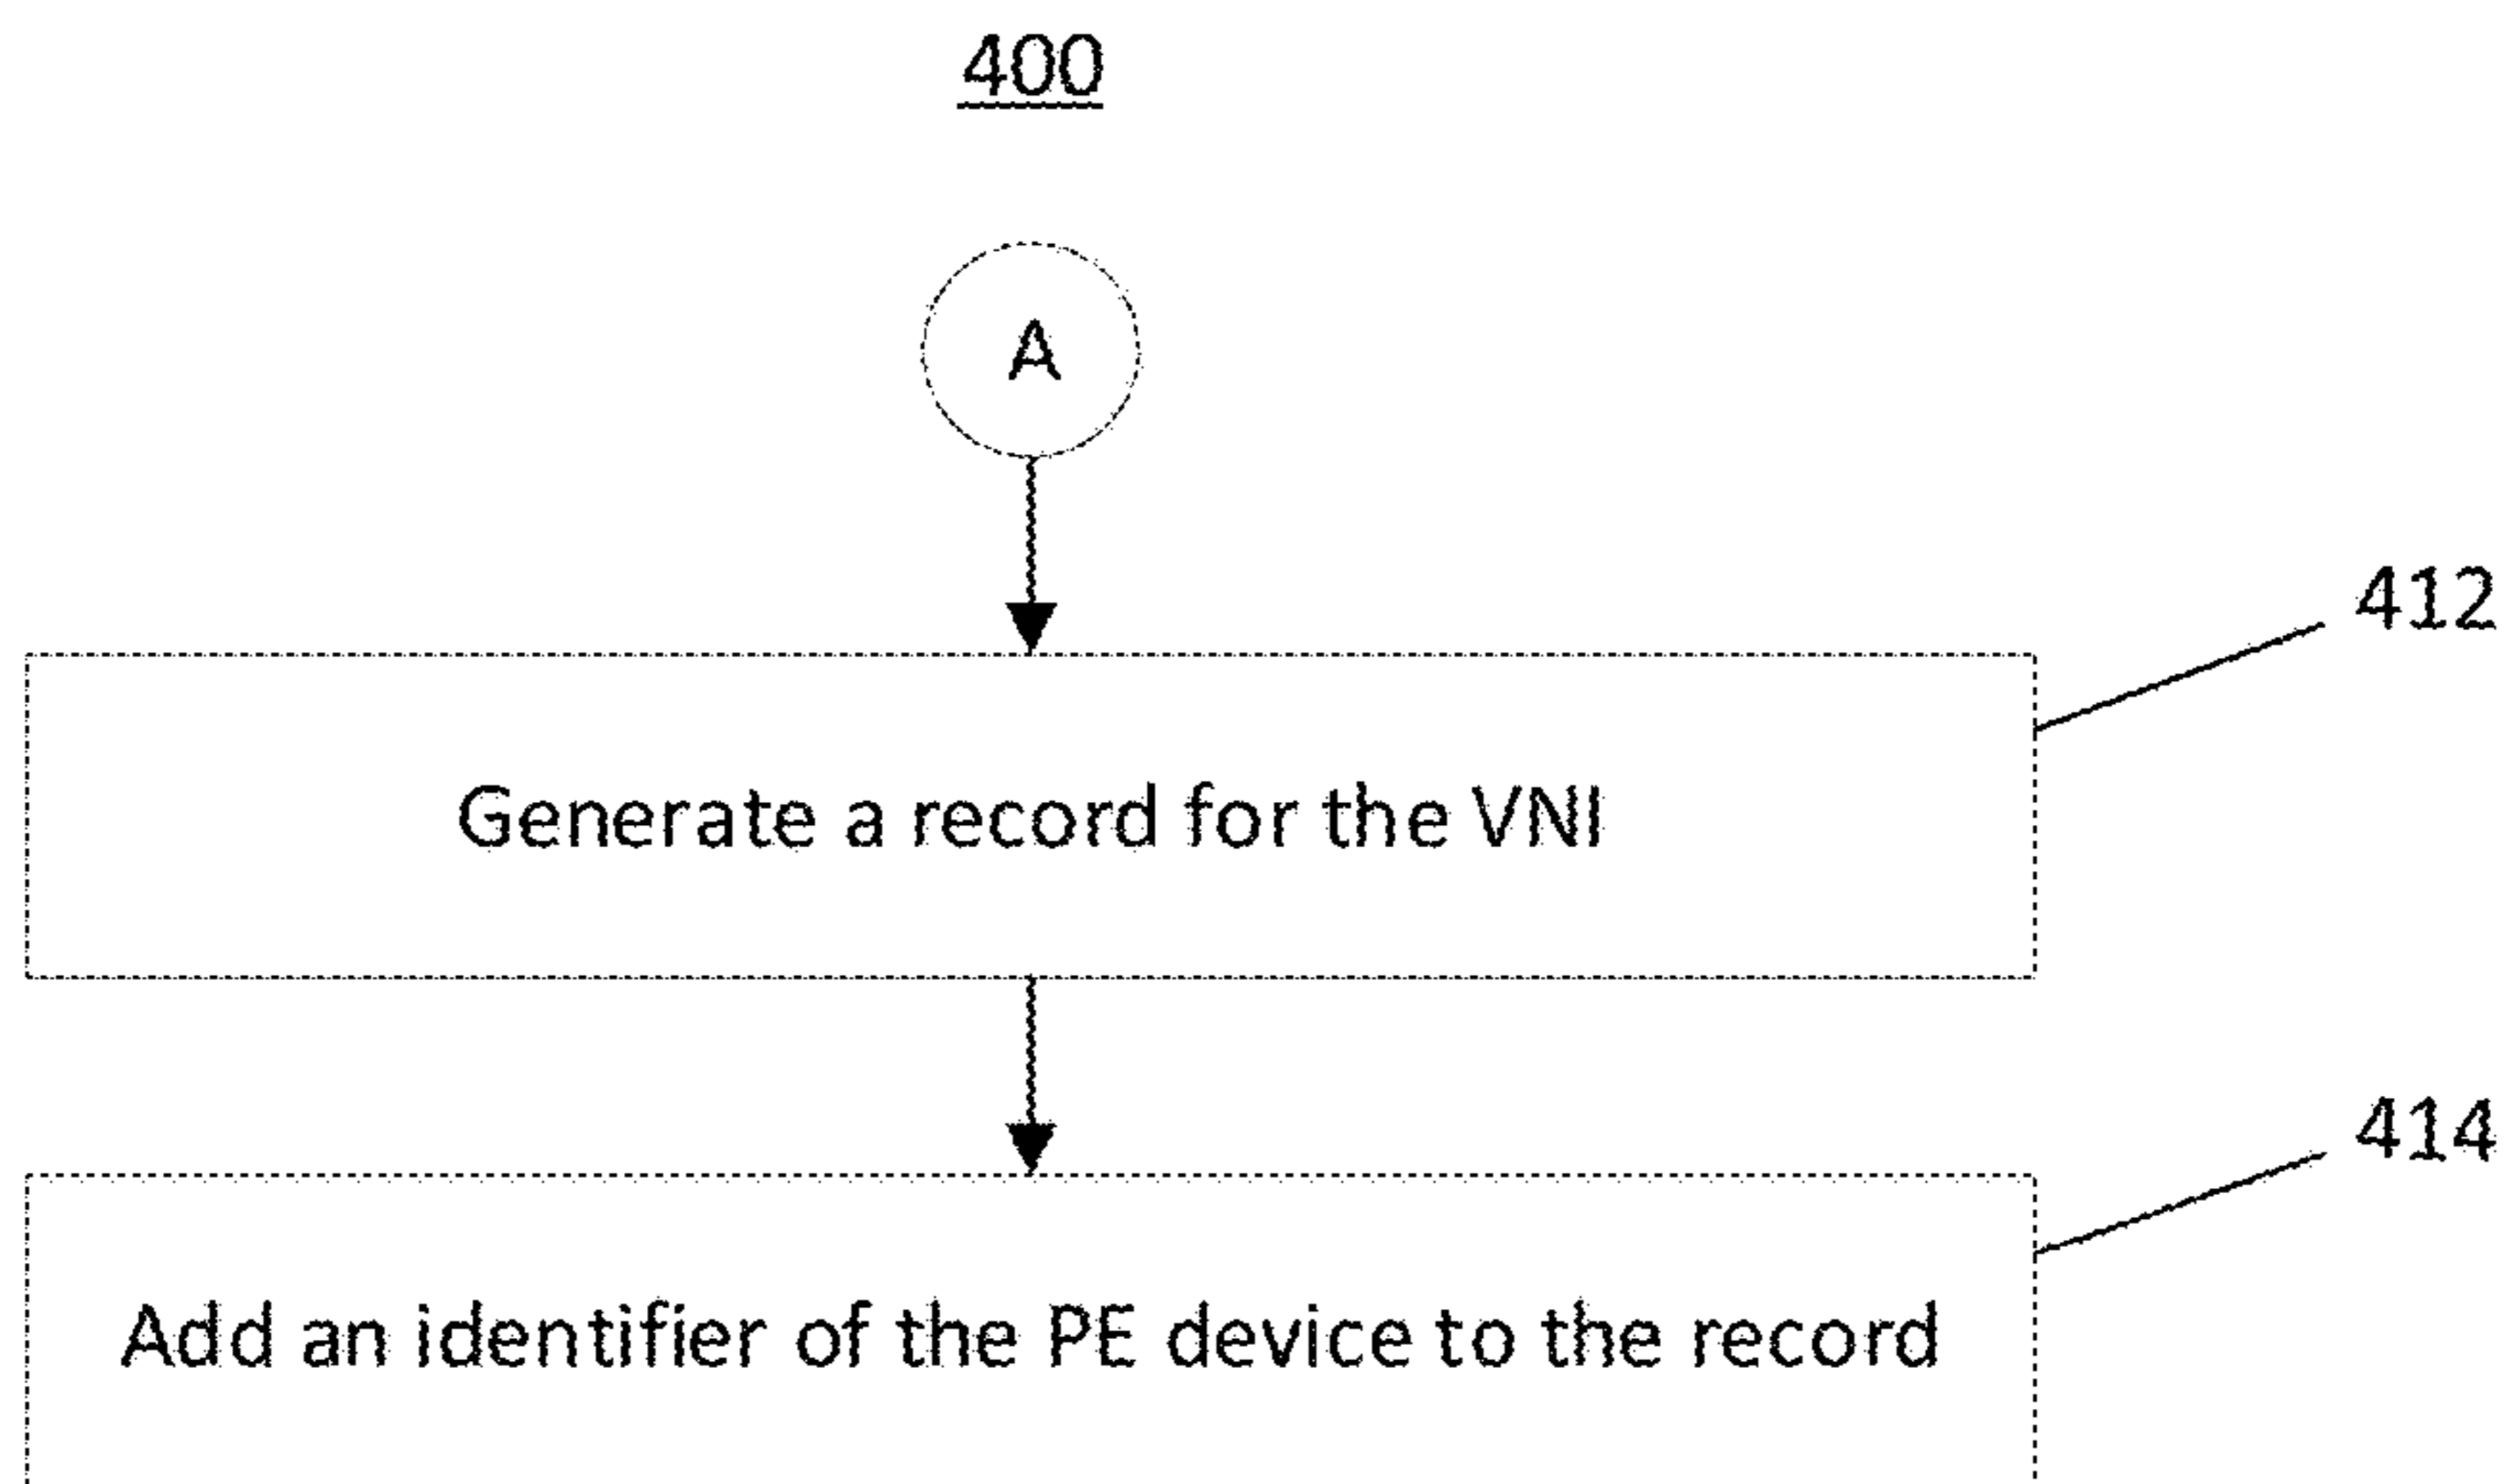 400
A
412
Generate a record for the VNI
414
Add an identifier of the PE device to the record